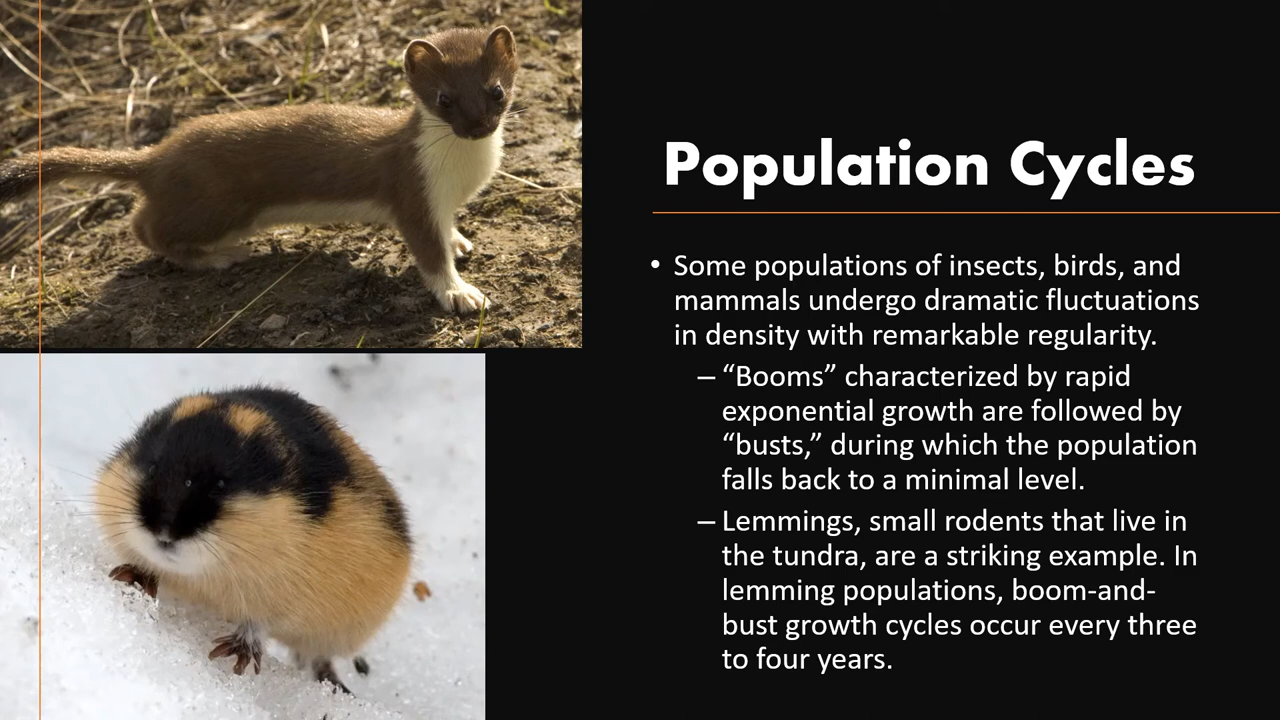 Population Cycles
• Some populations of insects, birds, and
mammals undergo dramatic fluctuations
in density with remarkable regularity.
– “Booms” characterized by rapid
exponential growth are followed by
“busts,” during which the population
falls back to a minimal level.
– Lemmings, small rodents that live in
the tundra, are a striking example. In
lemming populations, boom-and-
bust growth cycles occur every three
to four years.